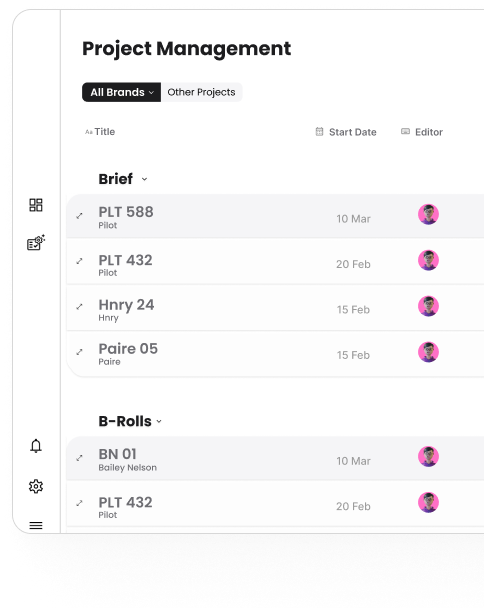 Project Management
All Brands Other Projects
Aa Title Start Date Editor
Brief
PLT 588
Pilot
10 Mar
PLT 432
Pilot
20 Feb
Hnry 24
Hnry
15 Feb
Paire 05
Paire
15 Feb
B-Rolls
BN 01
Bailey Nelson
10 Mar
PLT 432
Pilot
20 Feb